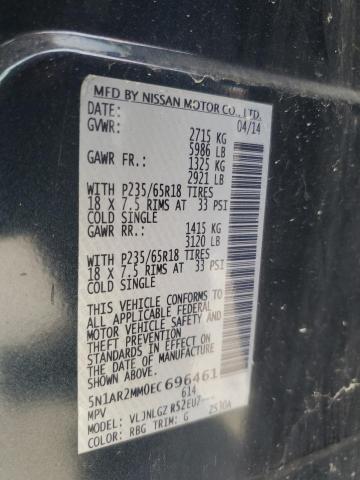 MFD BY NISSAN MOTOR CO., LTD.
DATE: 04/14
GVWR: 2715 KG
5986 LB
GAWR FR.: 1325 KG
2921 LB
WITH P235/65R18 TIRES
18 X 7.5 RIMS AT 33 PSI
COLD SINGLE
GAWR RR.: 1415 KG
3120 LB
WITH P235/65R18 TIRES
18 X 7.5 RIMS AT 33 PSI
COLD SINGLE
THIS VEHICLE CONFORMS TO
ALL APPLICABLE FEDERAL
MOTOR VEHICLE SAFETY AND
THEFT PREVENTION
STANDARDS IN EFFECT ON
THE DATE OF MANUFACTURE
5N1AR2MM0EC696461
MPV 614
MODEL: VLJNLGZ R52EU7---
COLOR: RBG TRIM: G 2530A